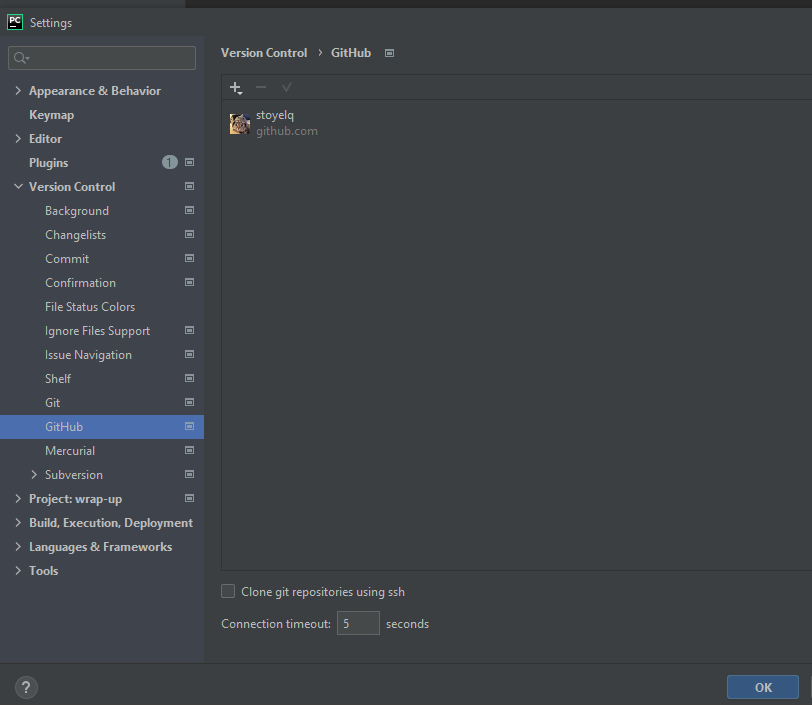 PC
Settings
Version Control › GitHub
Appearance & Behavior
Keymap
Editor
Plugins 1
Version Control
Background
Changelists
Commit
Confirmation
File Status Colors
Ignore Files Support
Issue Navigation
Shelf
Git
GitHub
Mercurial
Subversion
Project: wrap-up
Build, Execution, Deployment
Languages & Frameworks
Tools
stoyelq
github.com
Clone git repositories using ssh
Connection timeout: 5 seconds
?
OK